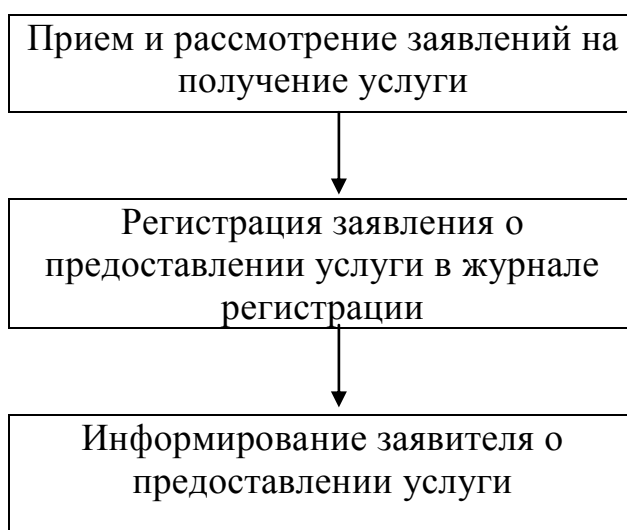 Прием и рассмотрение заявлений на
получение услуги
Регистрация заявления о
предоставлении услуги в журнале
регистрации
Информирование заявителя о
предоставлении услуги